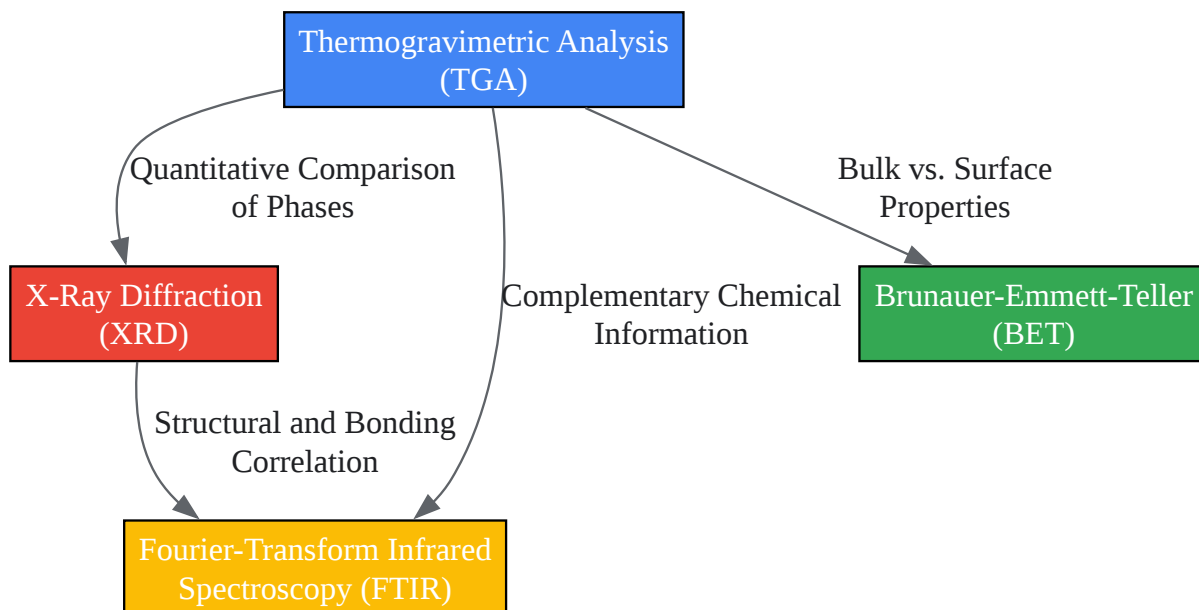 Thermogravimetric Analysis
(TGA)
Quantitative Comparison
of Phases
Bulk vs. Surface
Properties
X-Ray Diffraction
(XRD)
Complementary Chemical
Information
Brunauer-Emmett-Teller
(BET)
Structural and Bonding
Correlation
Fourier-Transform Infrared
Spectroscopy (FTIR)